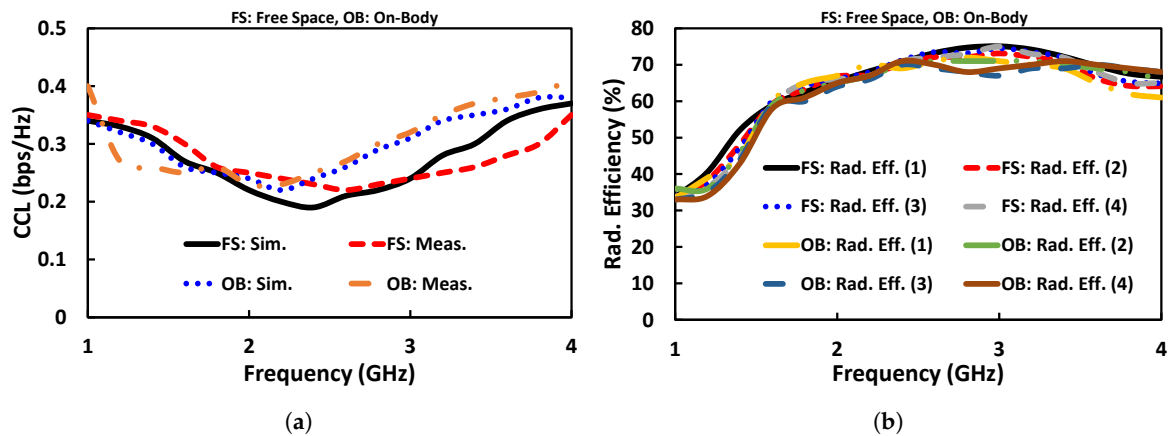 FS: Free Space, OB: On-Body
0.5
0.4
0.3
0.2
0.1
0
CCL (bps/Hz)
FS: Sim.
FS: Meas.
OB: Sim.
OB: Meas.
1
2
3
4
Frequency (GHz)
(a)
FS: Free Space, OB: On-Body
80
70
60
50
40
30
20
10
0
Rad. Efficiency (%)
FS: Rad. Eff. (1)
FS: Rad. Eff. (2)
FS: Rad. Eff. (3)
FS: Rad. Eff. (4)
OB: Rad. Eff. (1)
OB: Rad. Eff. (2)
OB: Rad. Eff. (3)
OB: Rad. Eff. (4)
1
2
3
4
Frequency (GHz)
(b)